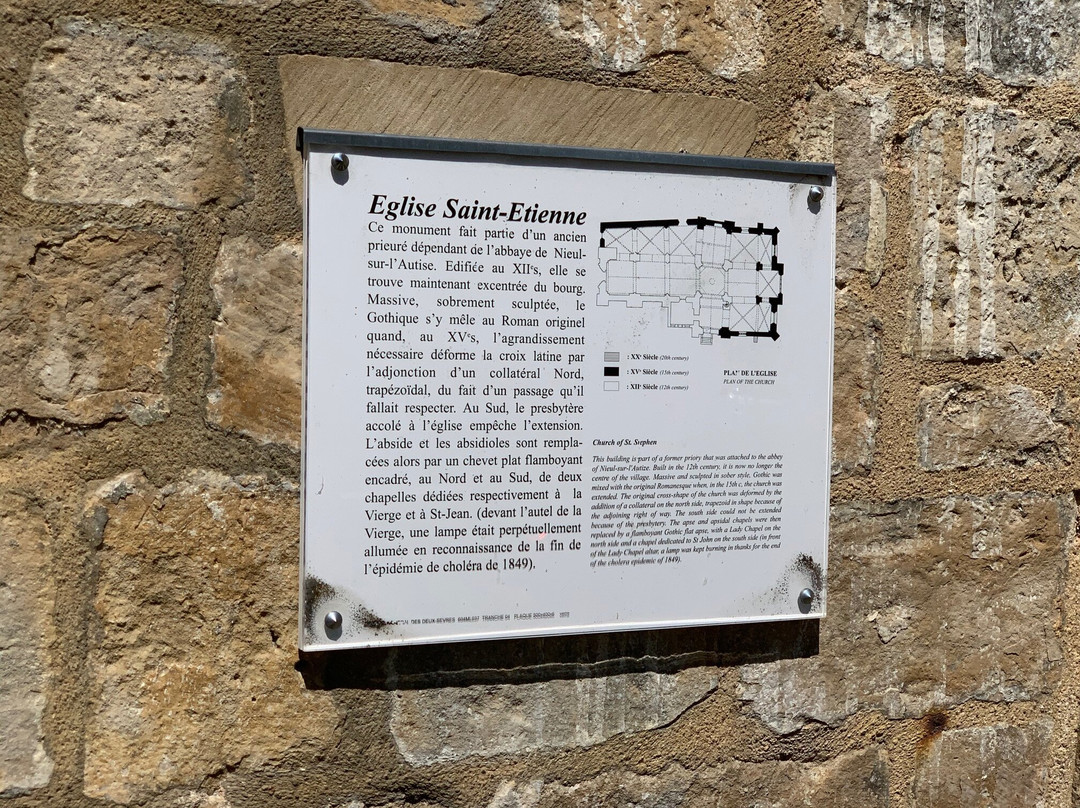 Eglise Saint-Etienne
Ce monument fait partie d'un ancien
prieuré dépendant de l'abbaye de Nieul-
sur-l'Autise. Edifiée au XIIᵉs, elle se
trouve maintenant excentrée du bourg.
Massive, sobrement sculptée, le
Gothique s'y mêle au Roman originel
quand, au XVᵉs, l'agrandissement
nécessaire déforme la croix latine par
l'adjonction d'un collatéral Nord,
trapézoïdal, du fait d'un passage qu'il
fallait respecter. Au Sud, le presbytère
accolé à l'église empêche l'extension.
L'abside et les absidioles sont rempla-
cées alors par un chevet plat flamboyant
encadré, au Nord et au Sud, de deux
chapelles dédiées respectivement à la
Vierge et à St-Jean. (devant l'autel de la
Vierge, une lampe était perpétuellement
allumée en reconnaissance de la fin de
l'épidémie de choléra de 1849).
: XXᵉ Siècle (20th century)
: XVᵉ Siècle (15th century)
: XIIᵉ Siècle (12th century)
PLAN DE L'EGLISE
PLAN OF THE CHURCH
Church of St. Stephen
This building is part of a former priory that was attached to the abbey
of Nieul-sur-l'Autize. Built in the 12th century, it is now no longer the
centre of the village. Massive and sculpted in sober style, Gothic was
mixed with the original Romanesque when, in the 15th c, the church was
extended. The original cross-shape of the church was deformed by the
addition of a collateral on the north side, trapezoid in shape because of
the adjoining right of way. The south side could not be extended
because of the presbytery. The apse and apsidal chapels were then
replaced by a flamboyant Gothic flat apse, with a Lady Chapel on the
north side and a chapel dedicated to St John on the south side (in front
of the Lady Chapel altar, a lamp was kept burning in thanks for the end
of the cholera epidemic of 1849).
DES DEUX-SEVRES TRANCHE 04 PLAQUE